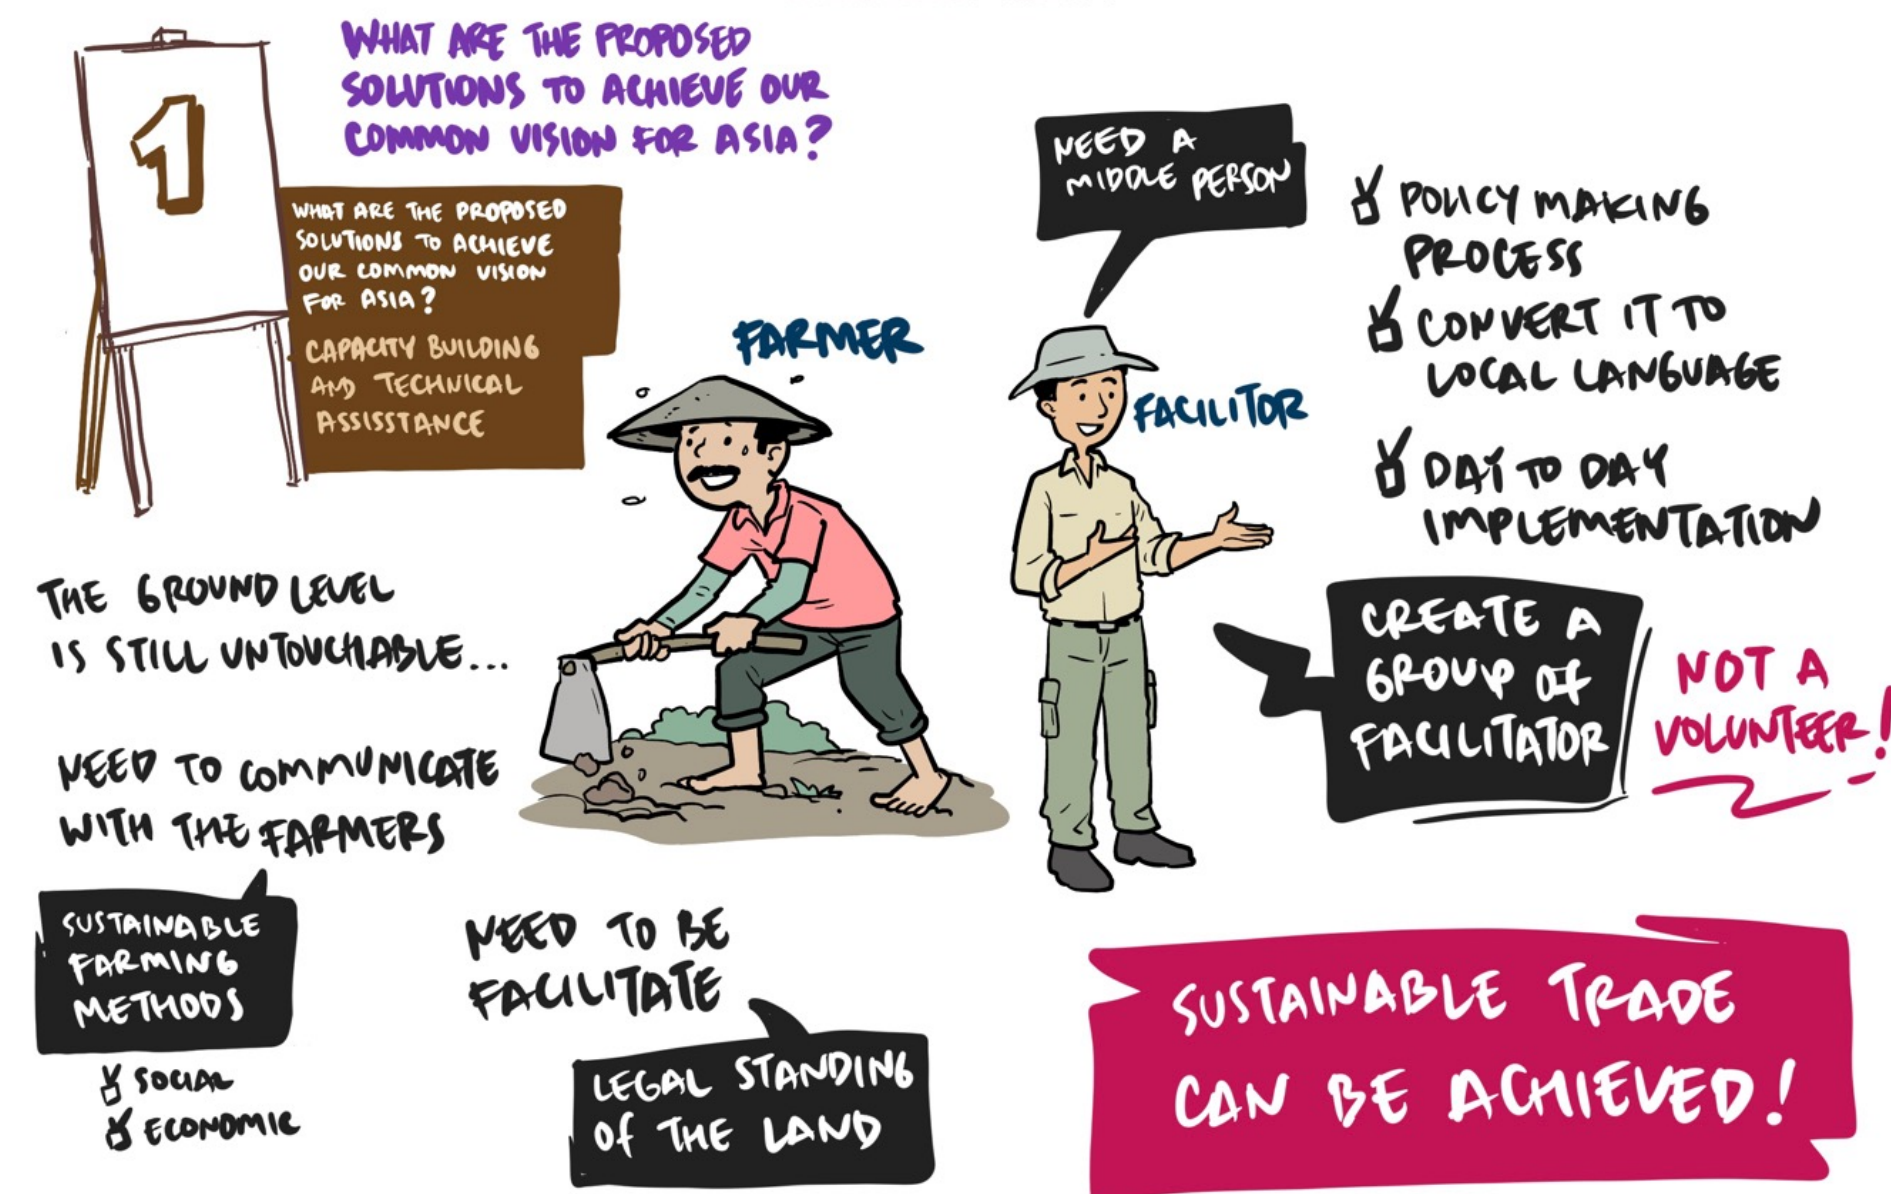 1
WHAT ARE THE PROPOSED
SOLUTIONS TO ACHIEVE OUR
COMMON VISION FOR ASIA?
WHAT ARE THE PROPOSED
SOLUTIONS TO ACHIEVE
OUR COMMON VISION
FOR ASIA?
CAPACITY BUILDING
AND TECHNICAL
ASSISSTANCE
THE GROUND LEVEL
IS STILL UNTOUCHABLE...
NEED TO COMMUNICATE
WITH THE FARMERS
SUSTAINABLE
FARMING
METHODS
SOCIAL
ECONOMIC
FARMER
NEED TO BE
FACILITATE
LEGAL STANDING
OF THE LAND
NEED A
MIDDLE PERSON
FACILITOR
POLICY MAKING
PROCESS
CONVERT IT TO
LOCAL LANGUAGE
DAY TO DAY
IMPLEMENTATION
CREATE A
GROUP OF
FACILITATOR
NOT A
VOLUNTEER!
SUSTAINABLE TRADE
CAN BE ACHIEVED!